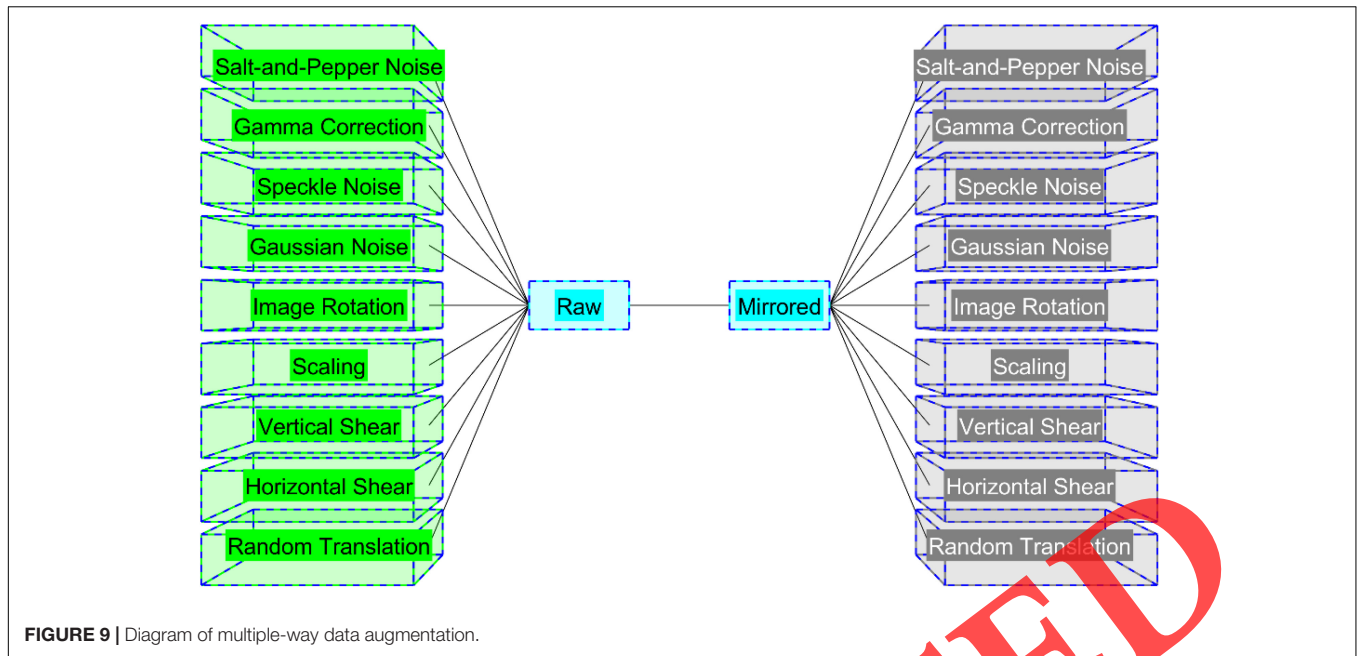 Salt-and-Pepper Noise
Gamma Correction
Speckle Noise
Gaussian Noise
Image Rotation
Scaling
Vertical Shear
Horizontal Shear
Random Translation
Raw
Mirrored
Salt-and-Pepper Noise
Gamma Correction
Speckle Noise
Gaussian Noise
Image Rotation
Scaling
Vertical Shear
Horizontal Shear
Random Translation
FIGURE 9 | Diagram of multiple-way data augmentation.